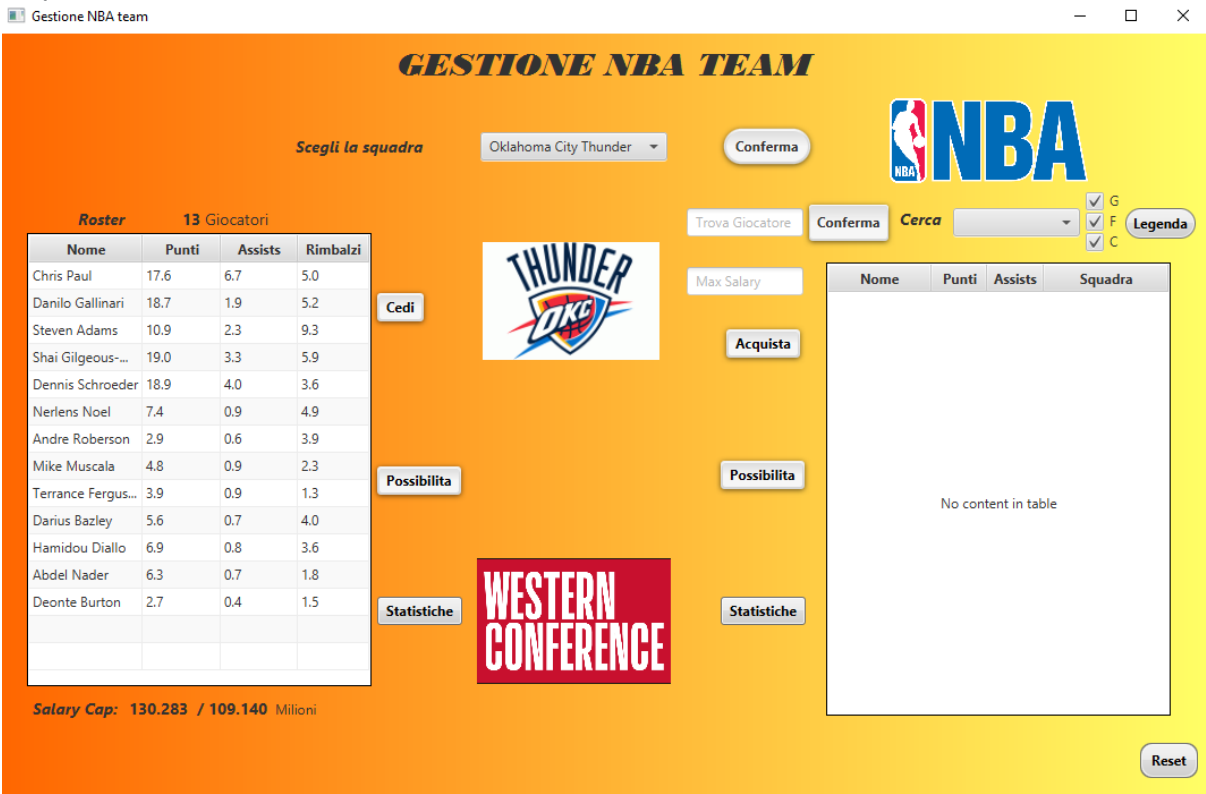 Gestione NBA team
GESTIONE NBA TEAM
Scegli la squadra Oklahoma City Thunder Conferma
NBA NBA
Roster 13 Giocatori
Trova Giocatore Conferma Cerca
G
F
C
Legenda
Nome Punti Assists Rimbalzi
Chris Paul 17.6 6.7 5.0
Danilo Gallinari 18.7 1.9 5.2
Steven Adams 10.9 2.3 9.3
Shai Gilgeous-... 19.0 3.3 5.9
Dennis Schroeder 18.9 4.0 3.6
Nerlens Noel 7.4 0.9 4.9
Andre Roberson 2.9 0.6 3.9
Mike Muscala 4.8 0.9 2.3
Terrance Fergus... 3.9 0.9 1.3
Darius Bazley 5.6 0.7 4.0
Hamidou Diallo 6.9 0.8 3.6
Abdel Nader 6.3 0.7 1.8
Deonte Burton 2.7 0.4 1.5
Salary Cap: 130.283 / 109.140 Milioni
Cedi
Possibilita
Statistiche
THUNDER
OKC
WESTERN
CONFERENCE
Max Salary
Acquista
Possibilita
Statistiche
Nome Punti Assists Squadra
No content in table
Reset